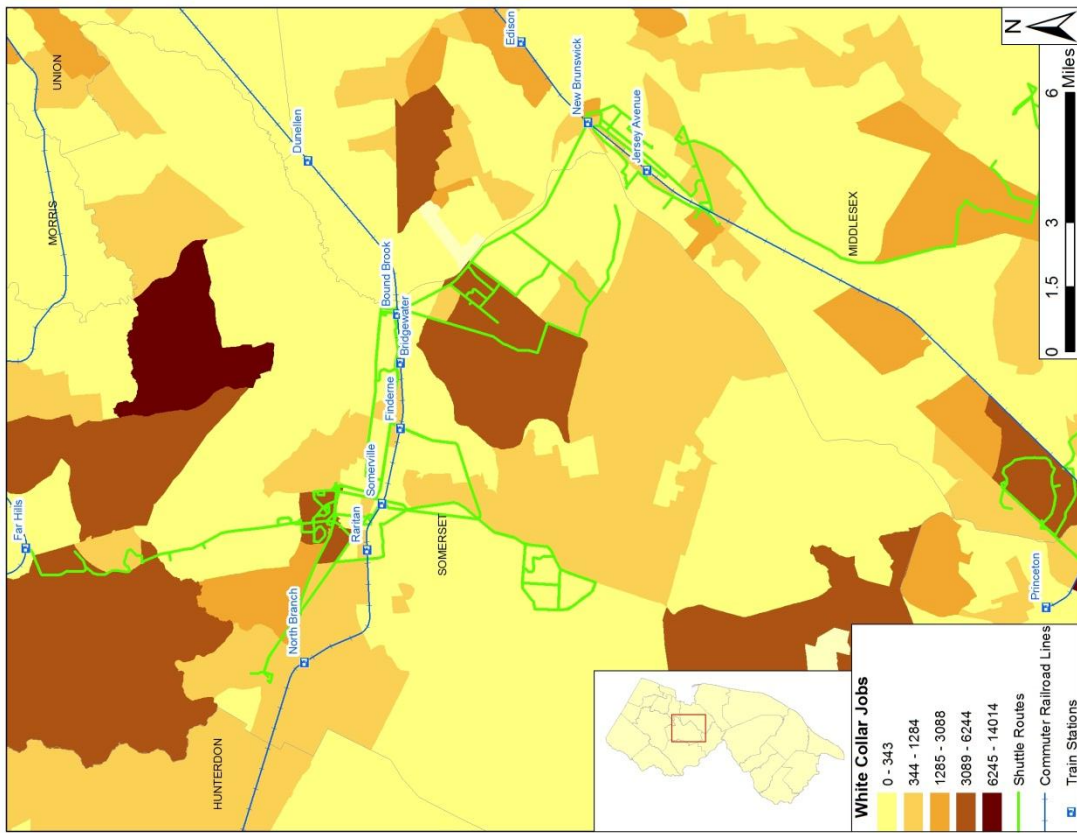 UNION
MORRIS
Far Hills
Dunellen
Edison
North Branch
Raritan
Somerville
Finderne
Bridgewater
Bound Brook
New Brunswick
Jersey Avenue
HUNTERDON
SOMERSET
MIDDLESEX
Princeton
N
0 1.5 3 6
Miles
White Collar Jobs
0 - 343
344 - 1284
1285 - 3088
3089 - 6244
6245 - 14014
Shuttle Routes
Commuter Railroad Lines
Train Stations